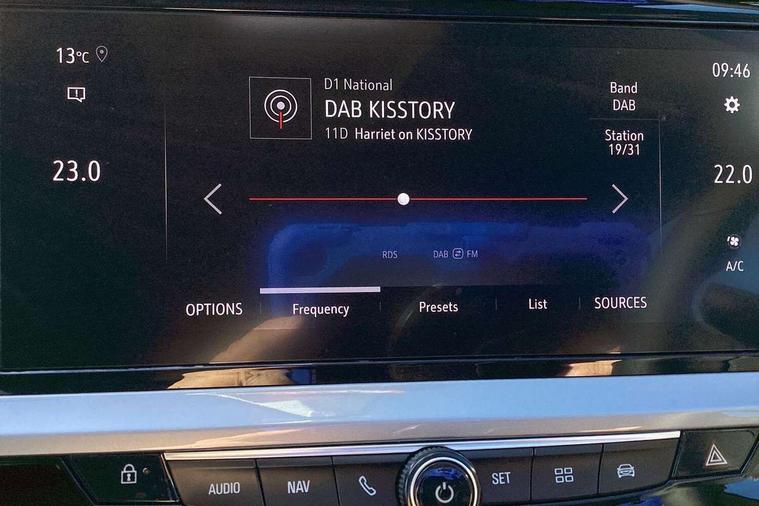 13°C
D1 National
DAB KISSTORY
11D Harriet on KISSTORY
Band
DAB
Station
19/31
09:46
23.0
22.0
RDS
DAB FM
A/C
OPTIONS
Frequency
Presets
List
SOURCES
AUDIO
NAV
SET